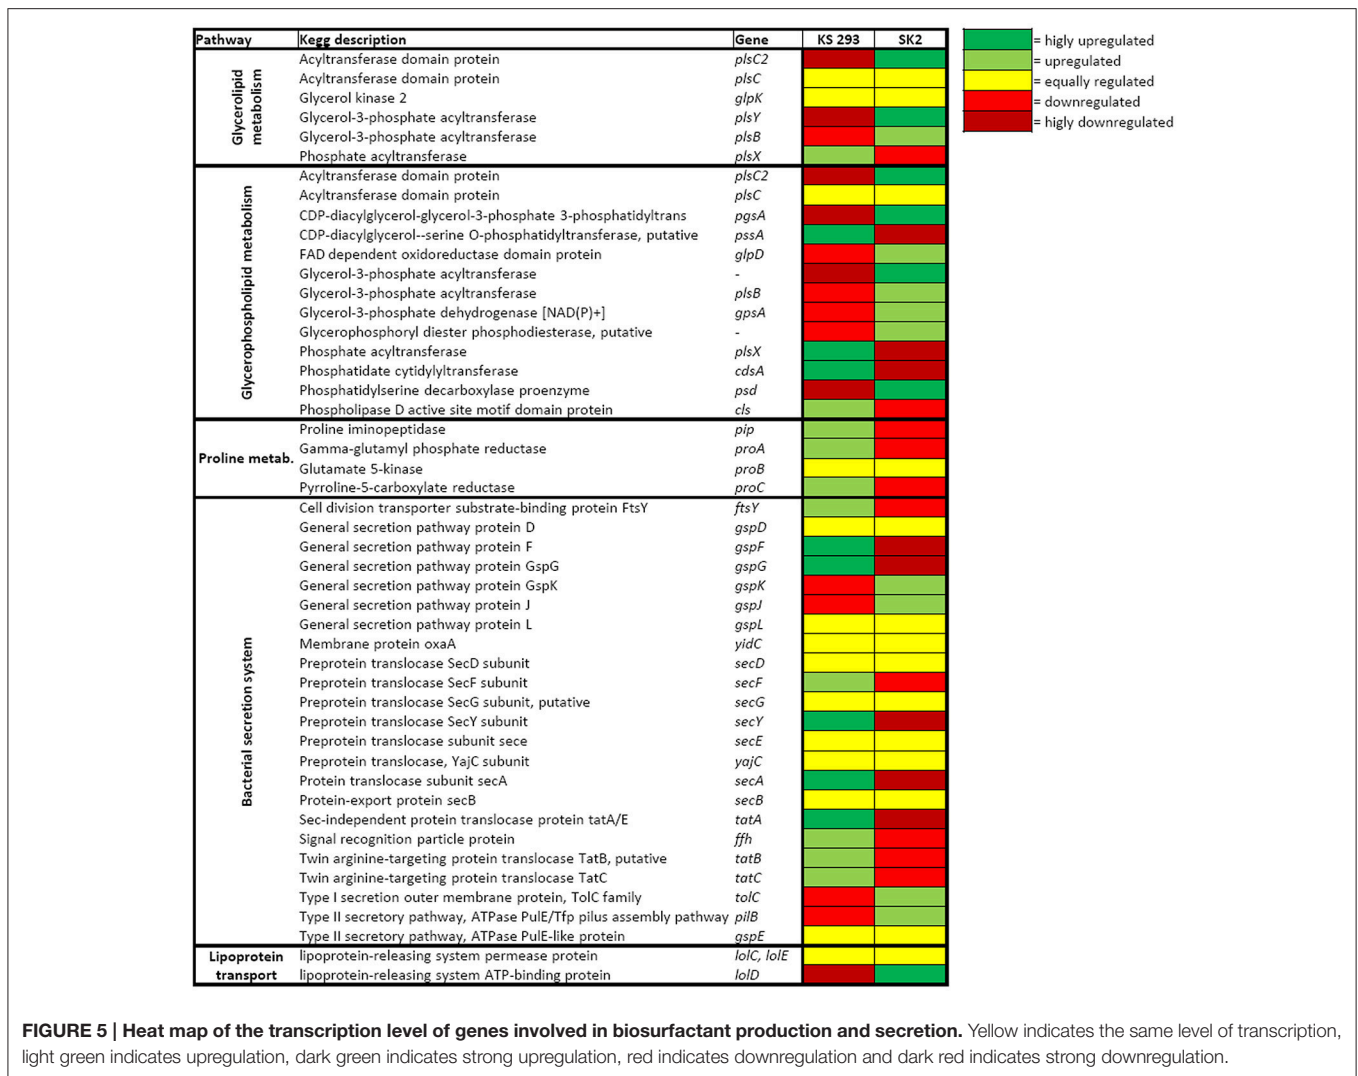 Pathway Kegg description Gene KS 293 SK2
Glycerolipid metabolism
Acyltransferase domain protein plsC2
Acyltransferase domain protein plsC
Glycerol kinase 2 glpK
Glycerol-3-phosphate acyltransferase plsY
Glycerol-3-phosphate acyltransferase plsB
Phosphate acyltransferase plsX
Glycerophospholipid metabolism
Acyltransferase domain protein plsC2
Acyltransferase domain protein plsC
CDP-diacylglycerol-glycerol-3-phosphate 3-phosphatidyltrans pgsA
CDP-diacylglycerol--serine O-phosphatidyltransferase, putative pssA
FAD dependent oxidoreductase domain protein glpD
Glycerol-3-phosphate acyltransferase -
Glycerol-3-phosphate acyltransferase plsB
Glycerol-3-phosphate dehydrogenase [NAD(P)+] gpsA
Glycerophosphoryl diester phosphodiesterase, putative -
Phosphate acyltransferase plsX
Phosphatidate cytidylyltransferase cdsA
Phosphatidylserine decarboxylase proenzyme psd
Phospholipase D active site motif domain protein cls
Proline metab.
Proline iminopeptidase pip
Gamma-glutamyl phosphate reductase proA
Glutamate 5-kinase proB
Pyrroline-5-carboxylate reductase proC
Bacterial secretion system
Cell division transporter substrate-binding protein FtsY ftsY
General secretion pathway protein D gspD
General secretion pathway protein F gspF
General secretion pathway protein GspG gspG
General secretion pathway protein GspK gspK
General secretion pathway protein J gspJ
General secretion pathway protein L gspL
Membrane protein oxaA yidC
Preprotein translocase SecD subunit secD
Preprotein translocase SecF subunit secF
Preprotein translocase SecG subunit, putative secG
Preprotein translocase SecY subunit secY
Preprotein translocase subunit sece secE
Preprotein translocase, YajC subunit yajC
Protein translocase subunit secA secA
Protein-export protein secB secB
Sec-independent protein translocase protein tatA/E tatA
Signal recognition particle protein ffh
Twin arginine-targeting protein translocase TatB, putative tatB
Twin arginine-targeting protein translocase TatC tatC
Type I secretion outer membrane protein, TolC family tolC
Type II secretory pathway, ATPase PulE/Tfp pilus assembly pathway pilB
Type II secretory pathway, ATPase PulE-like protein gspE
Lipoprotein transport
lipoprotein-releasing system permease protein lolC, lolE
lipoprotein-releasing system ATP-binding protein lolD
= higly upregulated
= upregulated
= equally regulated
= downregulated
= higly downregulated
FIGURE 5 | Heat map of the transcription level of genes involved in biosurfactant production and secretion. Yellow indicates the same level of transcription,
light green indicates upregulation, dark green indicates strong upregulation, red indicates downregulation and dark red indicates strong downregulation.